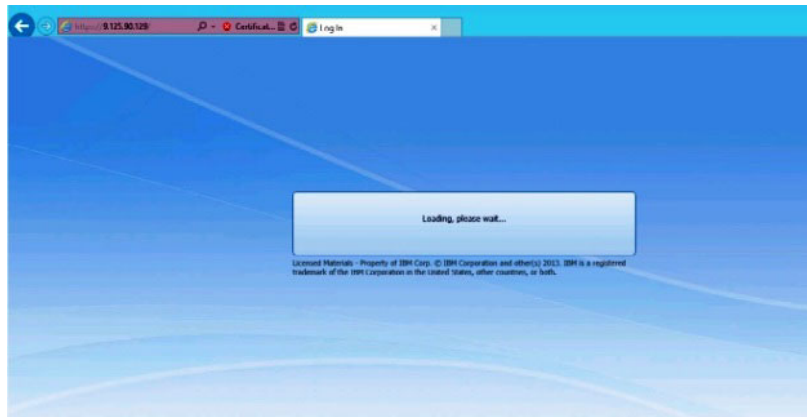 https://9.125.90.129/
Certificat...
Log In
Loading, please wait...
Licensed Materials - Property of IBM Corp. © IBM Corporation and other(s) 2013. IBM is a registered
trademark of the IBM Corporation in the United States, other countries, or both.